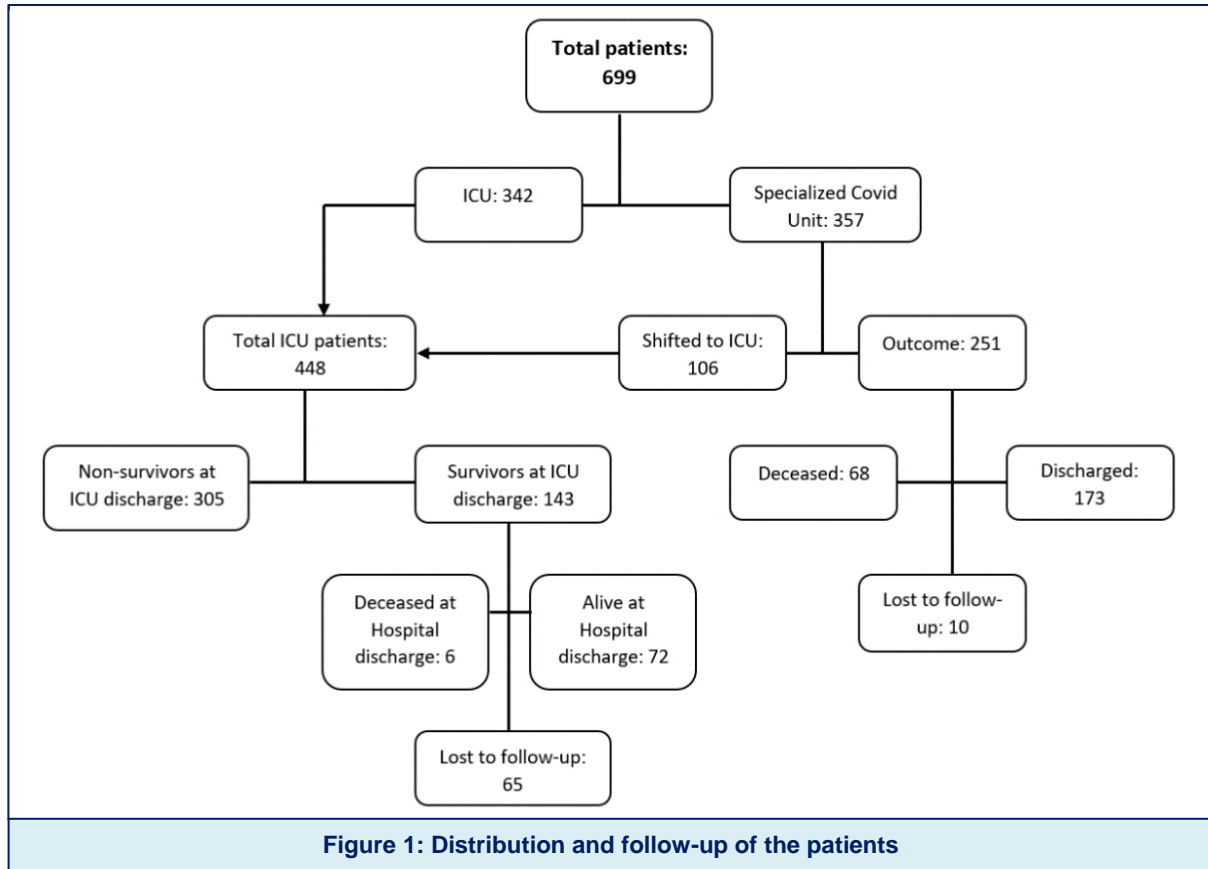 Total patients:
699
ICU: 342
Specialized Covid
Unit: 357
Total ICU patients:
448
Shifted to ICU:
106
Outcome: 251
Non-survivors at
ICU discharge: 305
Survivors at ICU
discharge: 143
Deceased: 68
Discharged:
173
Deceased at
Hospital
discharge: 6
Alive at
Hospital
discharge: 72
Lost to follow-
up: 10
Lost to follow-up:
65
Figure 1: Distribution and follow-up of the patients